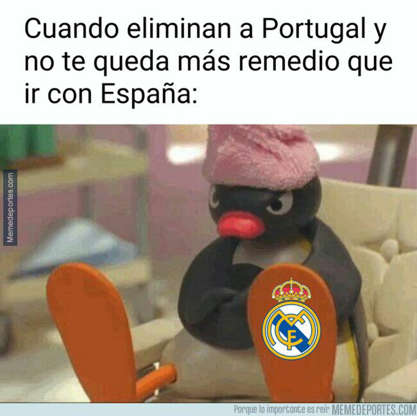 Cuando eliminan a Portugal y
no te queda más remedio que
ir con España:
Memedeportes.com
Porque lo importante es reír MEMEDEPORTES.COM